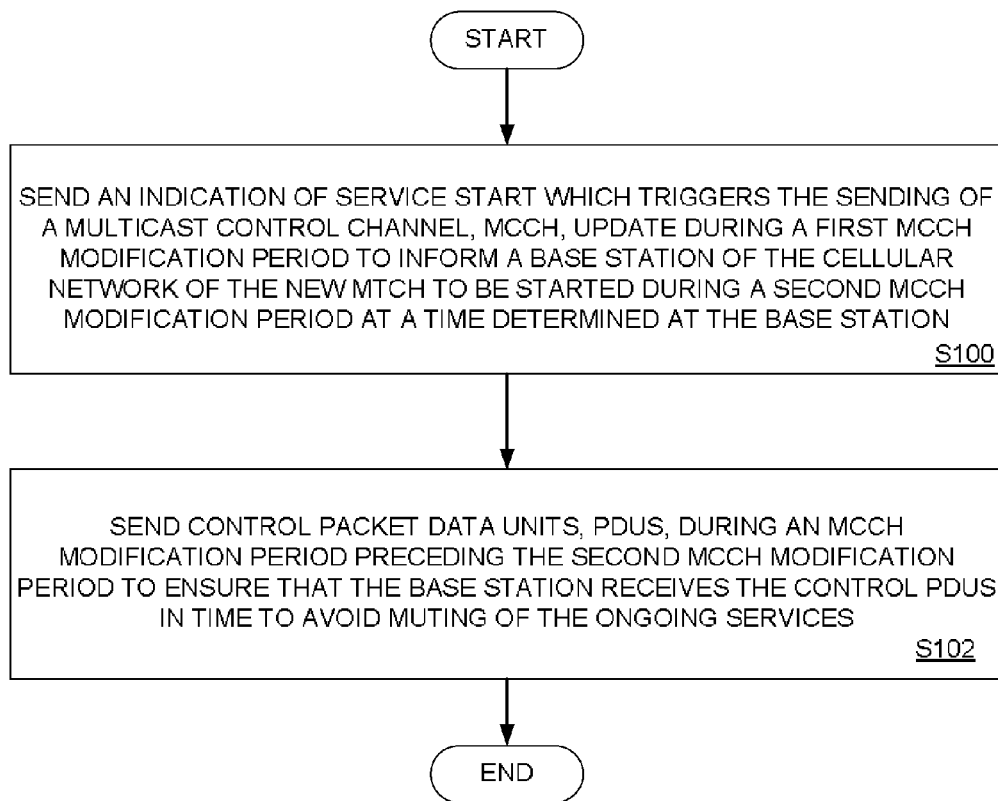 START
SEND AN INDICATION OF SERVICE START WHICH TRIGGERS THE SENDING OF
A MULTICAST CONTROL CHANNEL, MCCH, UPDATE DURING A FIRST MCCH
MODIFICATION PERIOD TO INFORM A BASE STATION OF THE CELLULAR
NETWORK OF THE NEW MTCH TO BE STARTED DURING A SECOND MCCH
MODIFICATION PERIOD AT A TIME DETERMINED AT THE BASE STATION
S100
SEND CONTROL PACKET DATA UNITS, PDUS, DURING AN MCCH
MODIFICATION PERIOD PRECEDING THE SECOND MCCH MODIFICATION
PERIOD TO ENSURE THAT THE BASE STATION RECEIVES THE CONTROL PDUS
IN TIME TO AVOID MUTING OF THE ONGOING SERVICES
S102
END